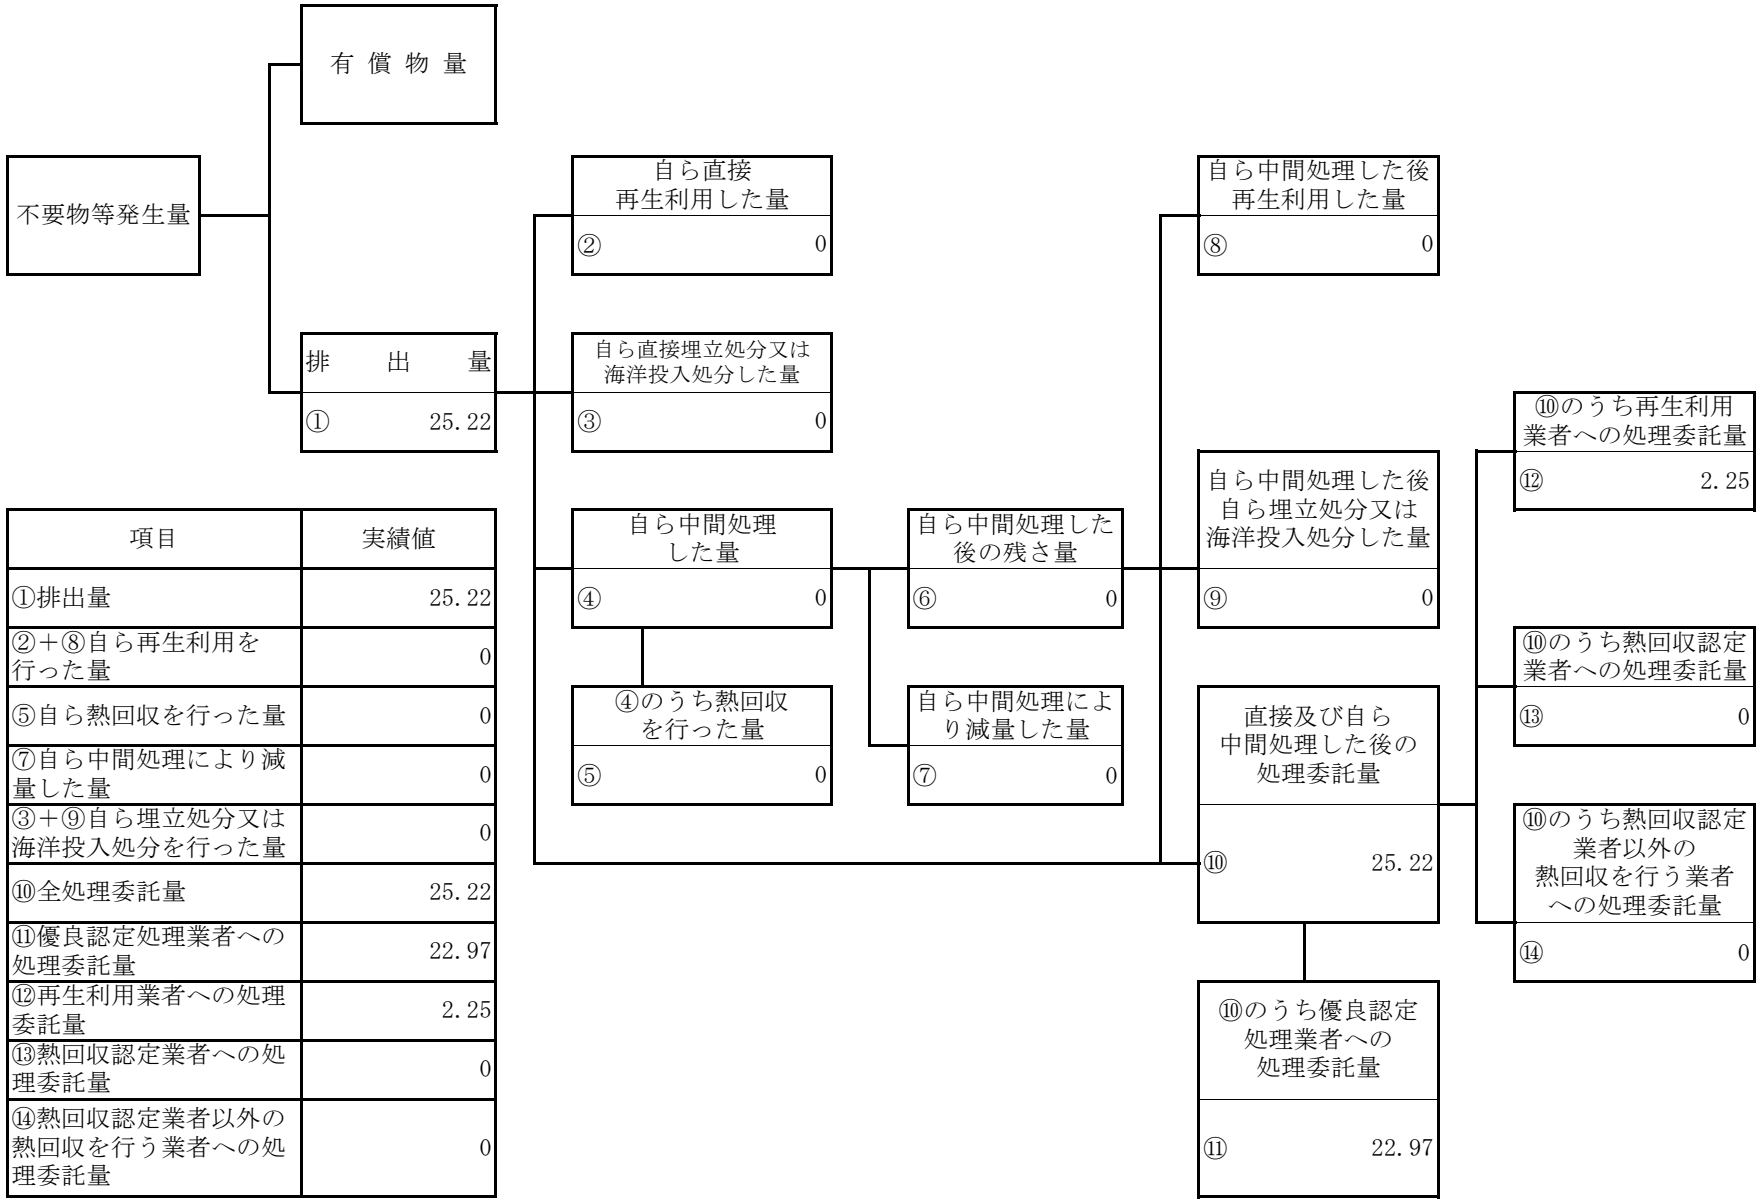 有償物量
不要物等発生量
自ら直接
再生利用した量
② 0
自ら中間処理した後
再生利用した量
⑧ 0
排出量
① 25.22
自ら直接埋立処分又は
海洋投入処分した量
③ 0
⑩のうち再生利用
業者への処理委託量
⑫ 2.25
自ら中間処理した後
自ら埋立処分又は
海洋投入処分した量
⑨ 0
自ら中間処理
した量
④ 0
自ら中間処理した
後の残さ量
⑥ 0
⑩のうち熱回収認定
業者への処理委託量
⑬ 0
④のうち熱回収
を行った量
⑤ 0
自ら中間処理によ
り減量した量
⑦ 0
直接及び自ら
中間処理した後の
処理委託量
⑩ 25.22
⑩のうち熱回収認定
業者以外の
熱回収を行う業者
への処理委託量
⑭ 0
⑩のうち優良認定
処理業者への
処理委託量
⑪ 22.97
項目 実績値
①排出量 25.22
②+⑧自ら再生利用を
行った量 0
⑤自ら熱回収を行った量 0
⑦自ら中間処理により減
量した量 0
③+⑨自ら埋立処分又は
海洋投入処分を行った量 0
⑩全処理委託量 25.22
⑪優良認定処理業者への
処理委託量 22.97
⑫再生利用業者への処理
委託量 2.25
⑬熱回収認定業者への処
理委託量 0
⑭熱回収認定業者以外の
熱回収を行う業者への処
理委託量 0